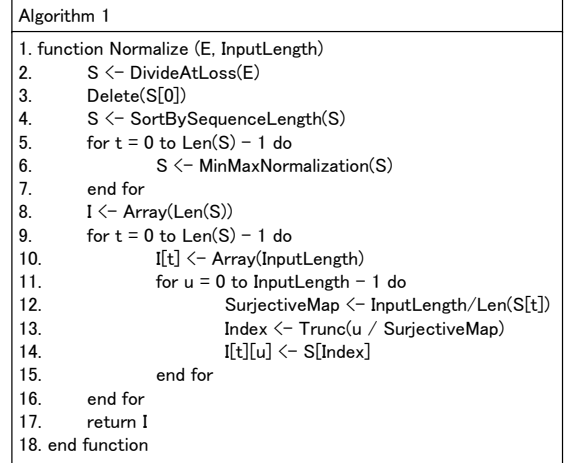 Algorithm 1
1. function Normalize (E, InputLength)
2. S <- DivideAtLoss(E)
3. Delete(S[0])
4. S <- SortBySequenceLength(S)
5. for t = 0 to Len(S) - 1 do
6. S <- MinMaxNormalization(S)
7. end for
8. I <- Array(Len(S))
9. for t = 0 to Len(S) - 1 do
10. I[t] <- Array(InputLength)
11. for u = 0 to InputLength - 1 do
12. SurjectiveMap <- InputLength/Len(S[t])
13. Index <- Trunc(u / SurjectiveMap)
14. I[t][u] <- S[Index]
15. end for
16. end for
17. return I
18. end function